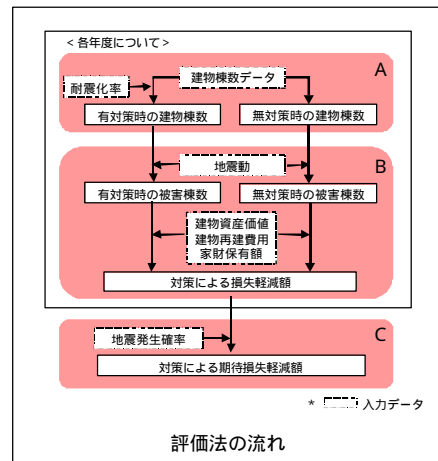 <各年度について>
A
建物棟数データ
耐震化率
有対策時の建物棟数
無対策時の建物棟数
B
地震動
有対策時の被害棟数
無対時の被害棟数
建物資産価値
建物再建費用
家財保有額
対策による損失軽減額
C
地震発生確率
対策による期待損失軽減額
* 入力データ
評価法の流れ